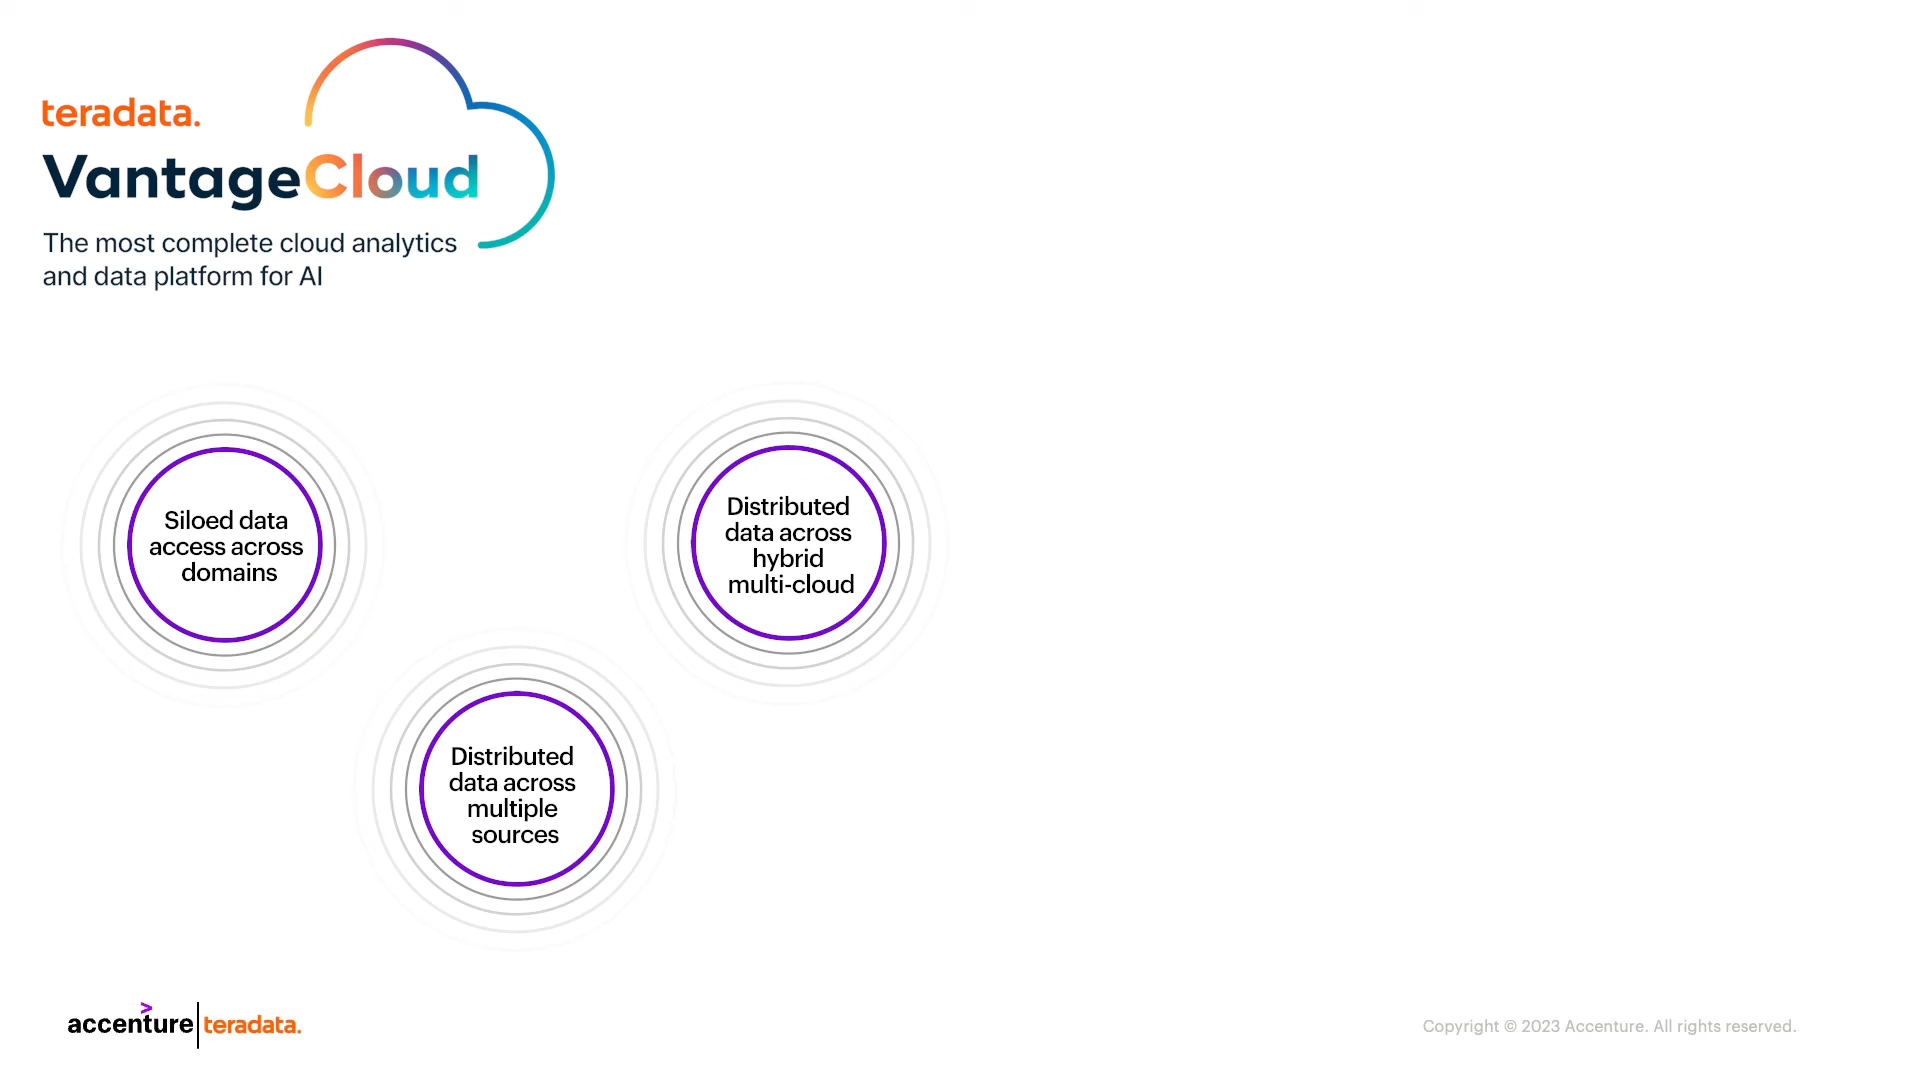 teradata.
VantageCloud
The most complete cloud analytics
and data platform for AI
Siloed data
access across
domains
Distributed
data across
hybrid
multi-cloud
Distributed
data across
multiple
sources
accenture
teradata.
Copyright © 2023 Accenture. All rights reserved.